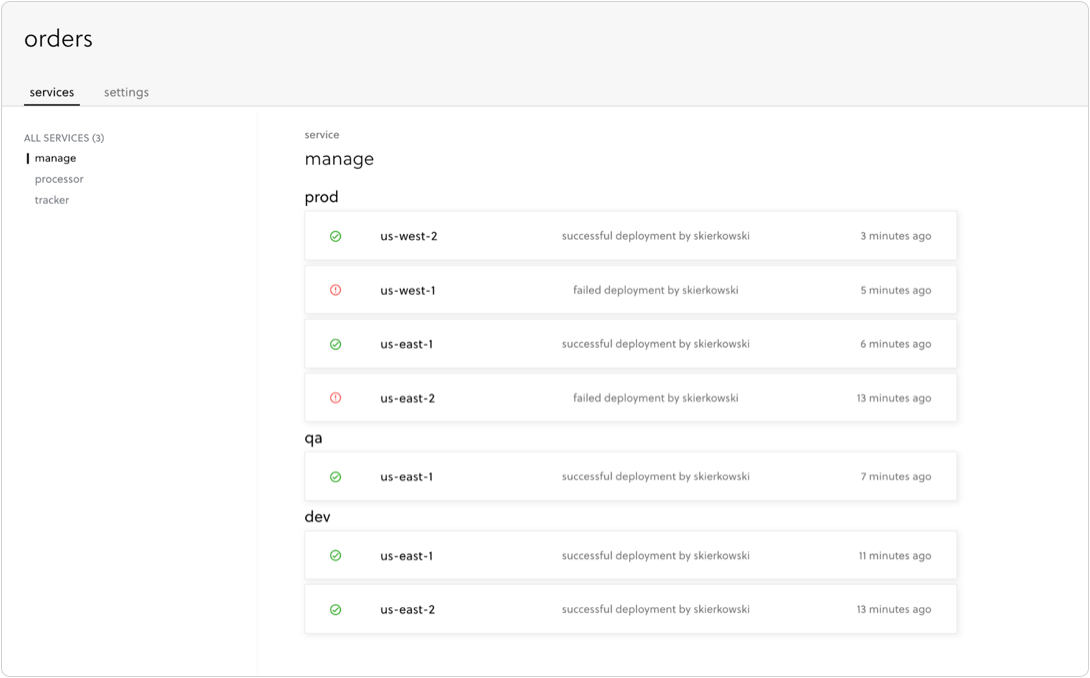 orders
services settings
ALL SERVICES (3)
manage
processor
tracker
service
manage
prod
us-west-2 successful deployment by skierkowski 3 minutes ago
us-west-1 failed deployment by skierkowski 5 minutes ago
us-east-1 successful deployment by skierkowski 6 minutes ago
us-east-2 failed deployment by skierkowski 13 minutes ago
qa
us-east-1 successful deployment by skierkowski 7 minutes ago
dev
us-east-1 successful deployment by skierkowski 11 minutes ago
us-east-2 successful deployment by skierkowski 13 minutes ago